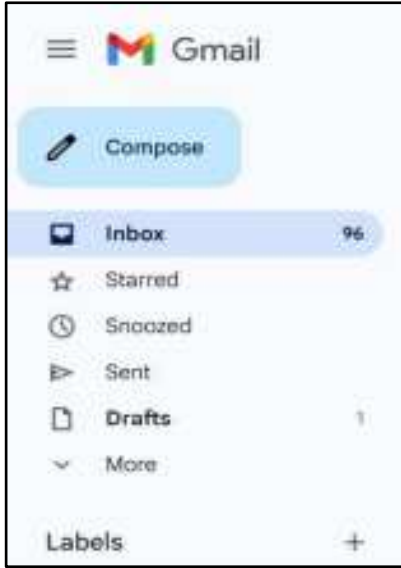 Gmail
Compose
Inbox 96
Starred
Snoozed
Sent
Drafts 1
More
Labels +